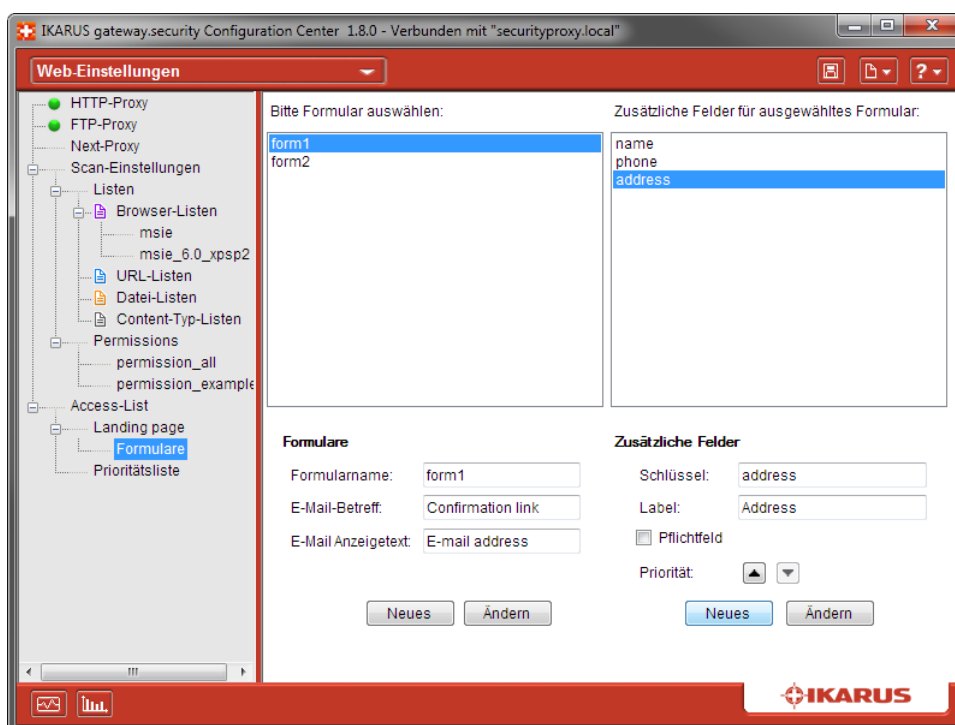 IKARUS gateway.security Configuration Center 1.8.0 - Verbunden mit "securityproxy.local"
Web-Einstellungen
HTTP-Proxy
FTP-Proxy
Next-Proxy
Scan-Einstellungen
Listen
Browser-Listen
msie
msie_6.0_xpsp2
URL-Listen
Datei-Listen
Content-Typ-Listen
Permissions
permission_all
permission_example
Access-List
Landing page
Formulare
Prioritätsliste
Bitte Formular auswählen:
form1
form2
Zusätzliche Felder für ausgewähltes Formular:
name
phone
address
Formulare
Formularname: form1
E-Mail-Betreff: Confirmation link
E-Mail Anzeigetext: E-mail address
Neues Ändern
Zusätzliche Felder
Schlüssel: address
Label: Address
Pflichtfeld
Priorität:
Neues Ändern
IKARUS